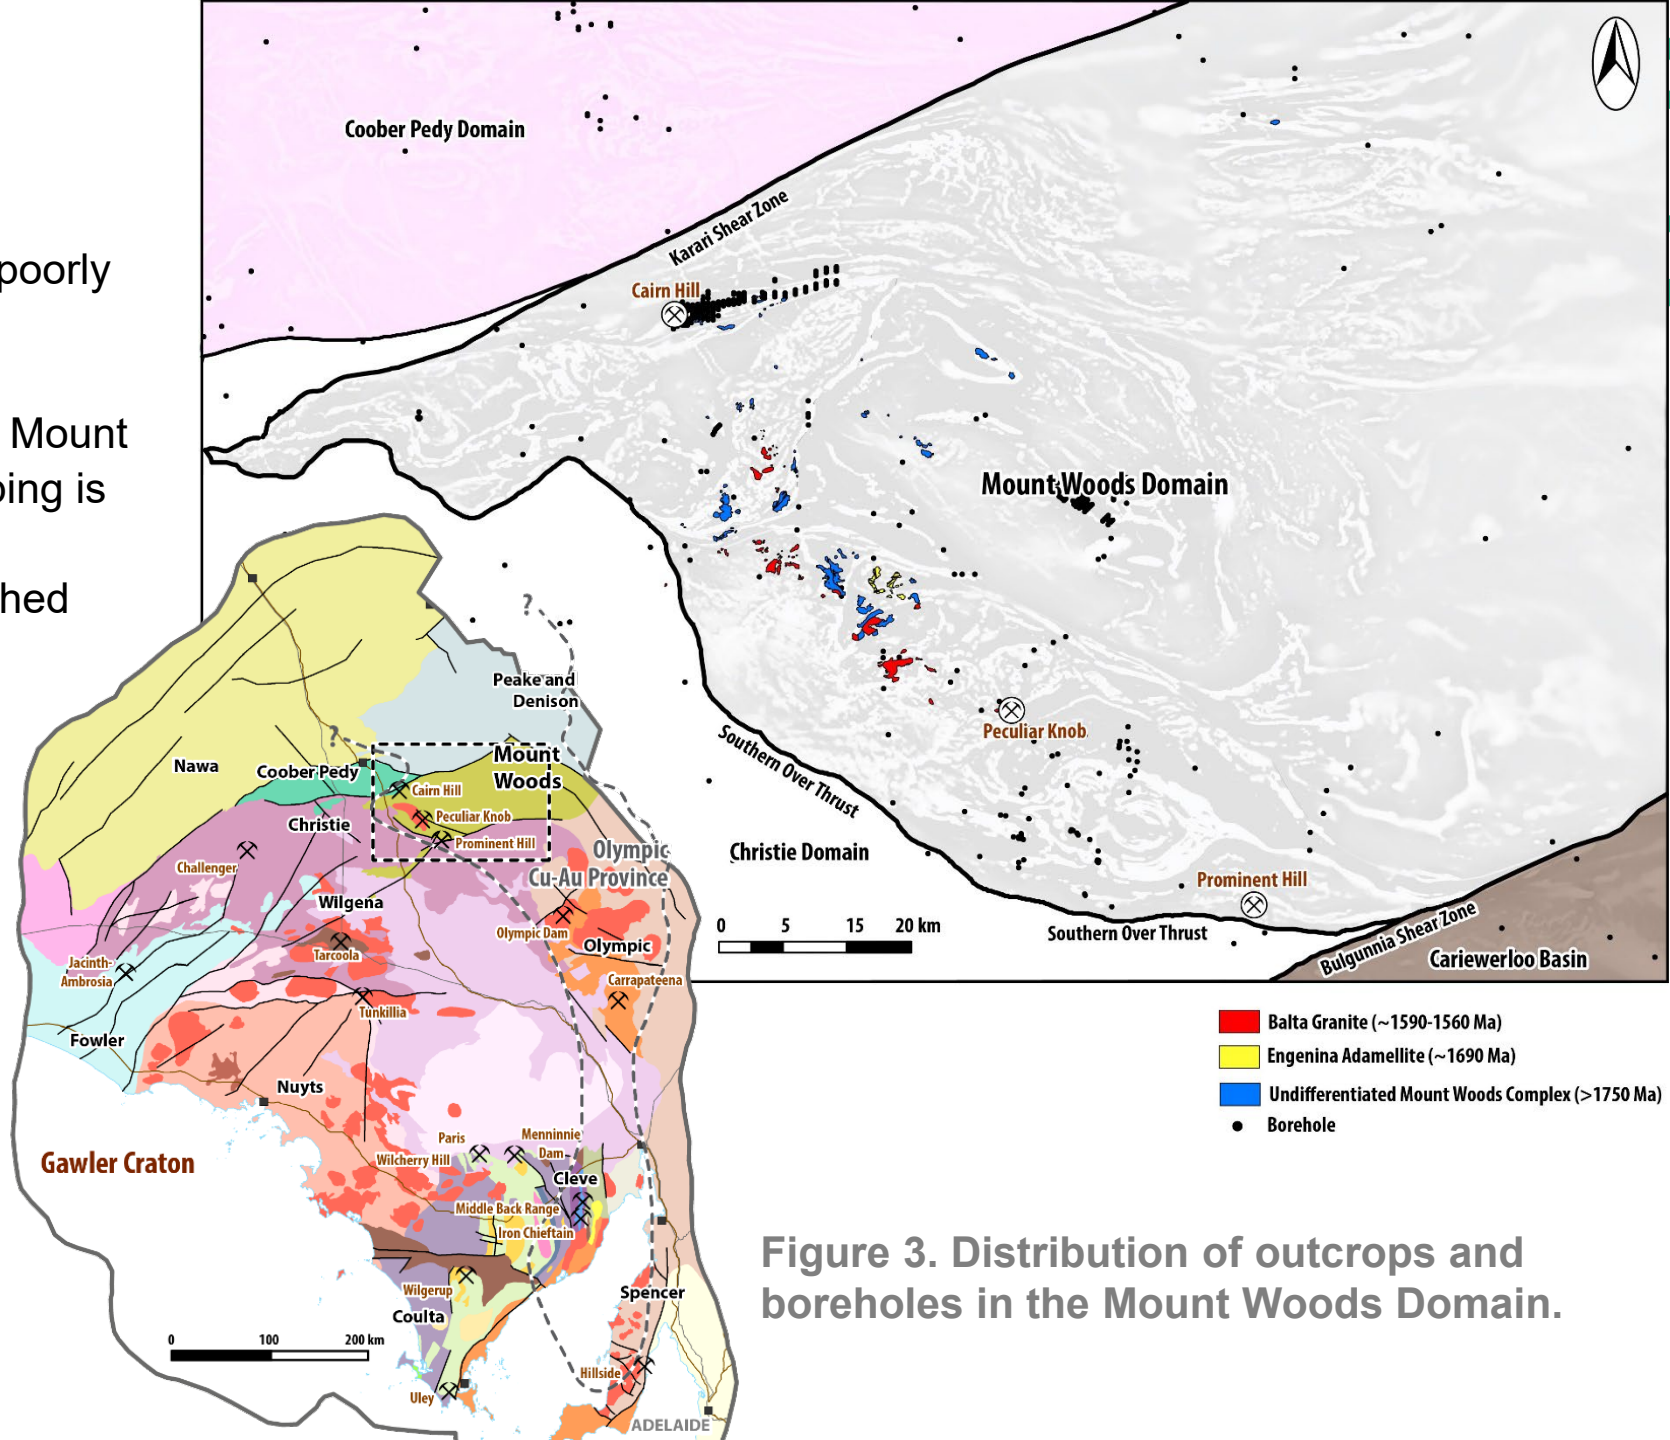 poorly
Mount
ping is
hed
Coober Pedy Domain
Karari Shear Zone
Cairn Hill
Mount Woods Domain
Peculiar Knob
Southern Over Thrust
Christie Domain
Prominent Hill
0 5 15 20 km
Southern Over Thrust
Bulgunnia Shear Zone
Cariewerloo Basin
Balta Granite (~1590-1560 Ma)
Engenina Adamellite (~1690 Ma)
Undifferentiated Mount Woods Complex (>1750 Ma)
Borehole
?
Peake and
Denison
?
Mount
Woods
Nawa
Coober Pedy
Cairn Hill
Peculiar Knob
Christie
Prominent Hill
Challenger
Olympic
Cu-Au Province
Wilgena
Olympic Dam
Olympic
Tarcoola
Jacinth-
Ambrosia
Carrapateena
Tunkillia
Fowler
Nuyts
Paris
Menninnie
Dam
Wilcherry Hill
Gawler Craton
Cleve
Middle Back Range
Iron Chieftain
Wilgerup
Spencer
Coulta
0 100 200 km
Hillside
Uley
ADELAIDE
Figure 3. Distribution of outcrops and
boreholes in the Mount Woods Domain.